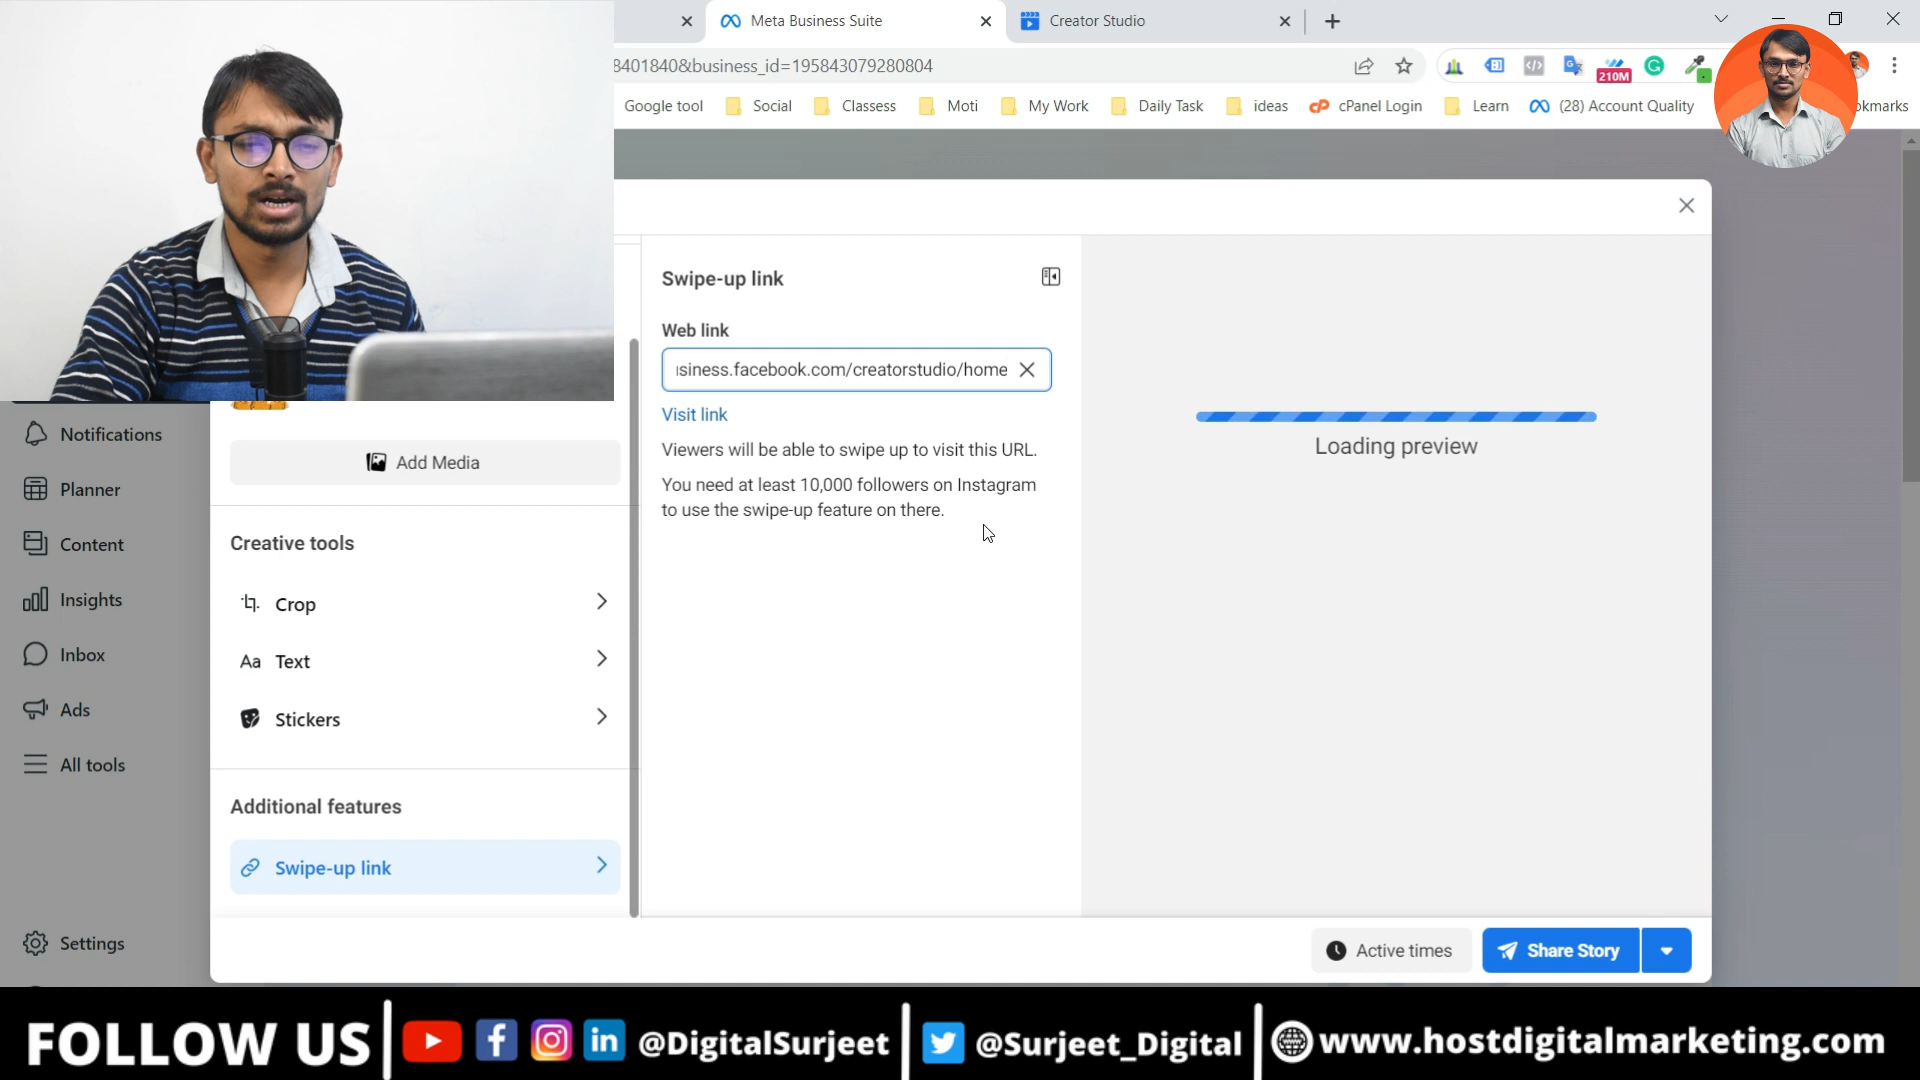 Meta Business Suite
Creator Studio
8401840&business_id=195843079280804
210M
Google tool
Social
Classess
Moti
My Work
Daily Task
ideas
cPanel Login
Learn
(28) Account Quality
okmarks
Swipe-up link
Web link
siness.facebook.com/creatorstudio/home
Visit link
Viewers will be able to swipe up to visit this URL.
You need at least 10,000 followers on Instagram
to use the swipe-up feature on there.
Loading preview
Notifications
Planner
Content
Insights
Inbox
Ads
All tools
Settings
Add Media
Creative tools
Crop
Aa Text
Stickers
Additional features
Swipe-up link
Active times
Share Story
FOLLOW US
@DigitalSurjeet
@Surjeet_Digital
www.hostdigitalmarketing.com